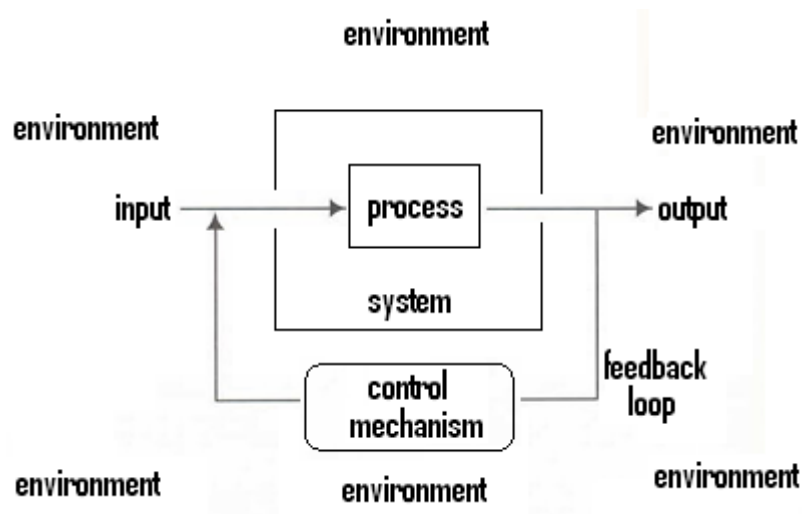 environment
environment
environment
input
process
output
system
feedback
loop
control
mechanism
environment
environment
environment